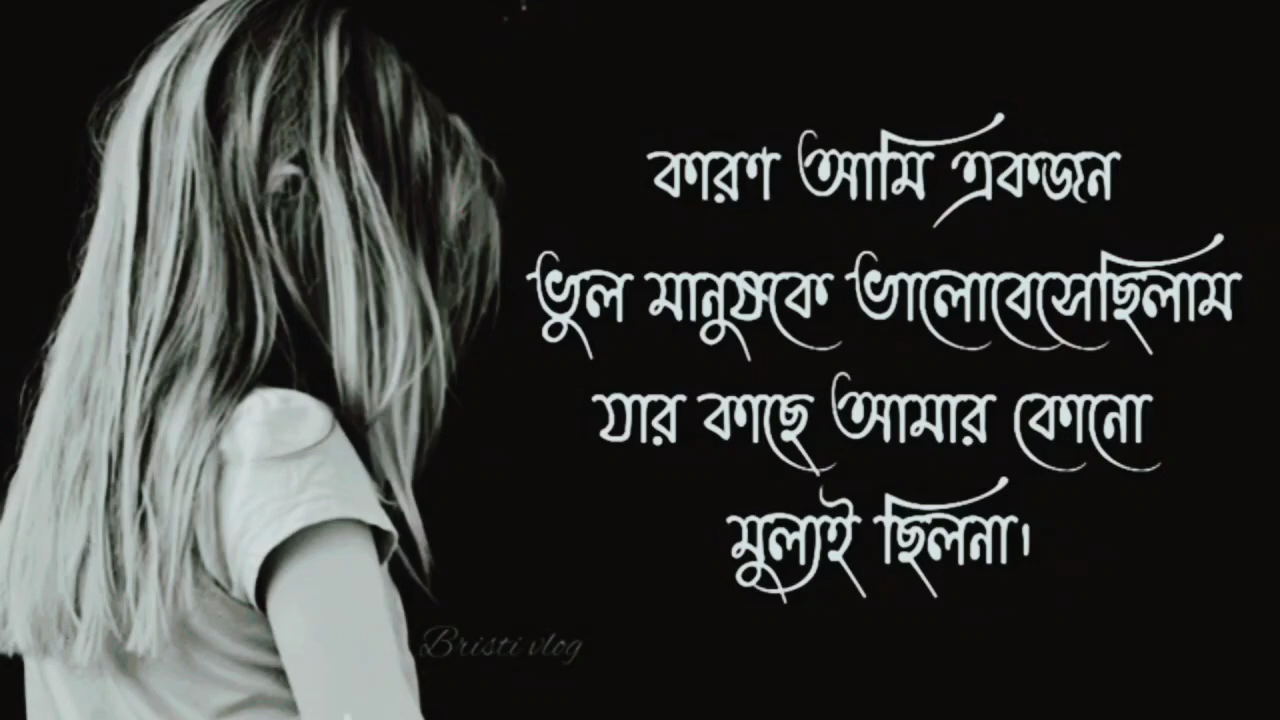 কারণ আমি একজন
ভুল মানুষকে ভালোবেসেছিলাম
যার কাছে আমার কোনো
মুল্যই ছিলনা।
Bristi vlog